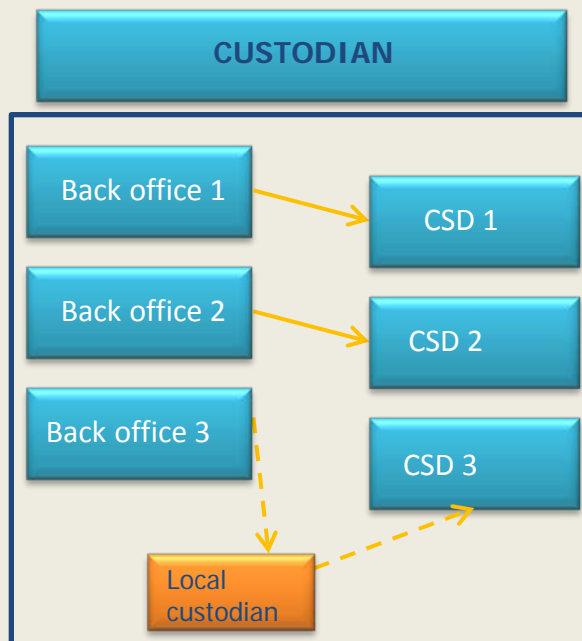 CUSTODIAN
Back office 1
CSD 1
Back office 2
CSD 2
Back office 3
CSD 3
Local
custodian